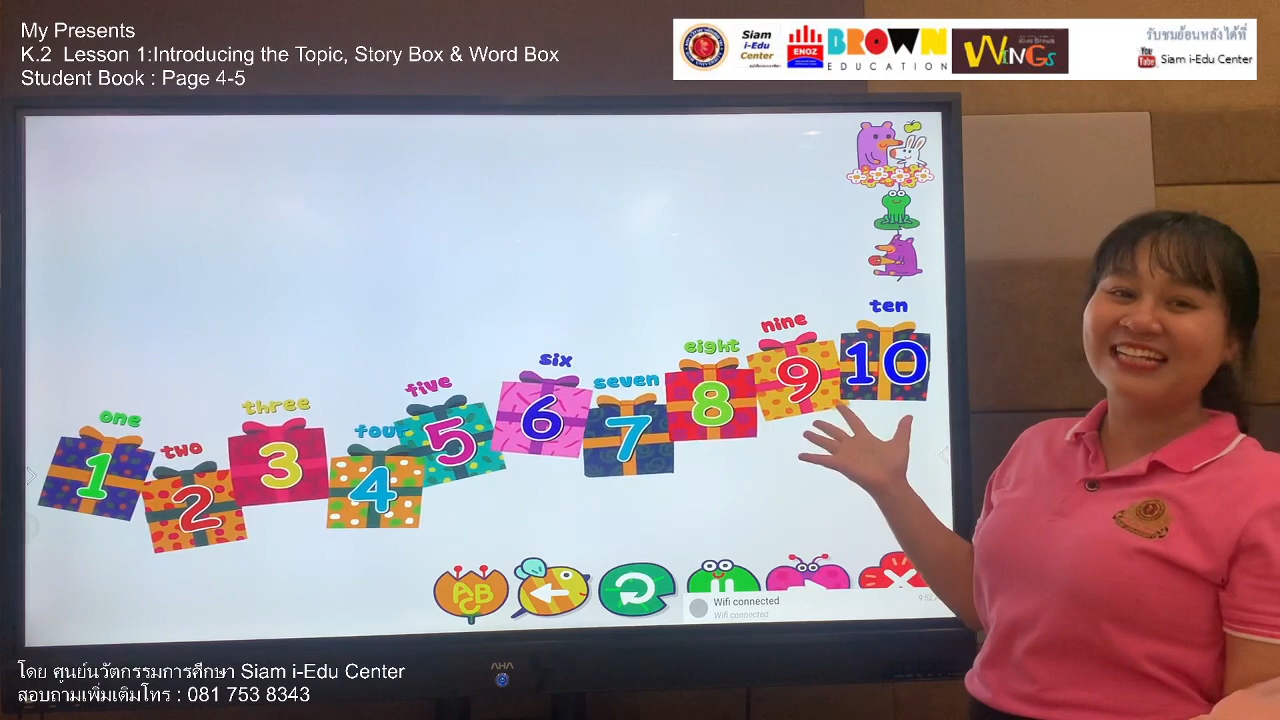 My Presents
K.2 Lesson 1:Introducing the Topic, Story Box & Word Box
Student Book : Page 4-5
Siam
i-Edu
Center
ENOZ
BROWN
EDUCATION
WiNGs
รับชมย้อนหลังได้ที่
You
Tube
Siam i-Edu Center
one
two
three
four
five
six
seven
eight
nine
ten
1
2
3
4
5
6
7
8
9
10
ABC
Wifi connected
Wifi connected
AHA
โดย ศูนย์นวัตกรรมการศึกษา Siam i-Edu Center
สอบถามเพิ่มเติมโทร : 081 753 8343